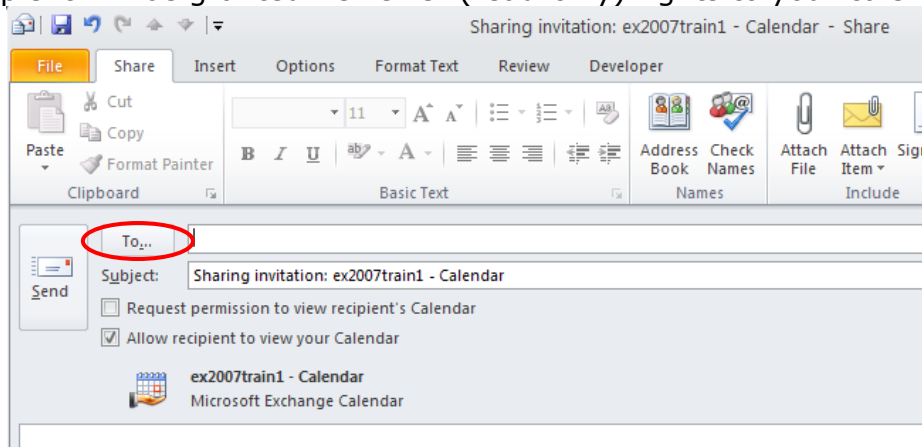 Sharing invitation: ex2007train1 - Calendar - Share
File Share Insert Options Format Text Review Developer
Paste
Cut
Copy
Format Painter
Clipboard
11 A A
B I U A
Basic Text
Address Book
Check Names
Names
Attach File
Attach Item
Include
To...
Send
Subject: Sharing invitation: ex2007train1 - Calendar
Request permission to view recipient's Calendar
Allow recipient to view your Calendar
ex2007train1 - Calendar
Microsoft Exchange Calendar